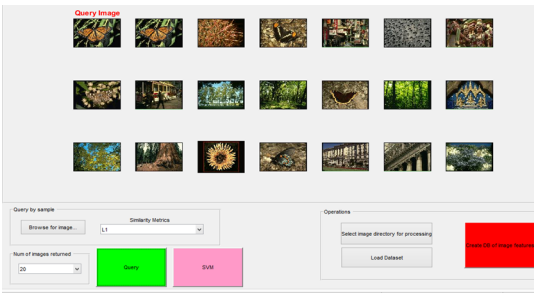 Query Image
Query by sample
Browse for image...
Similarity Metrics
L1
Num of images returned
20
Query
SVM
Operations
Select image directory for processing
Load Dataset
Create DB of image features